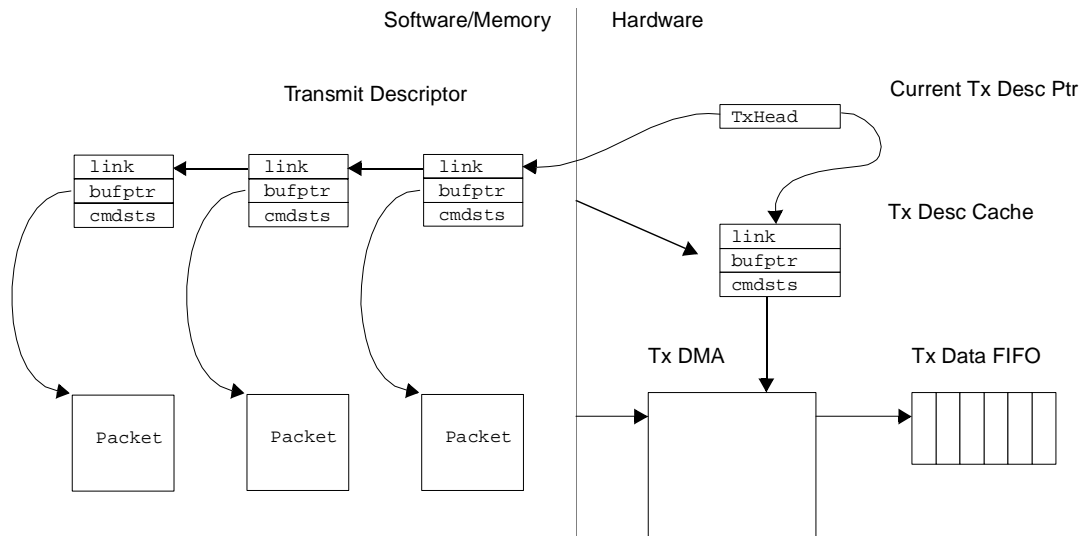 Software/Memory
Hardware
Transmit Descriptor
Current Tx Desc Ptr
TxHead
link
bufptr
cmdsts
link
bufptr
cmdsts
link
bufptr
cmdsts
Tx Desc Cache
link
bufptr
cmdsts
Tx DMA
Tx Data FIFO
Packet
Packet
Packet